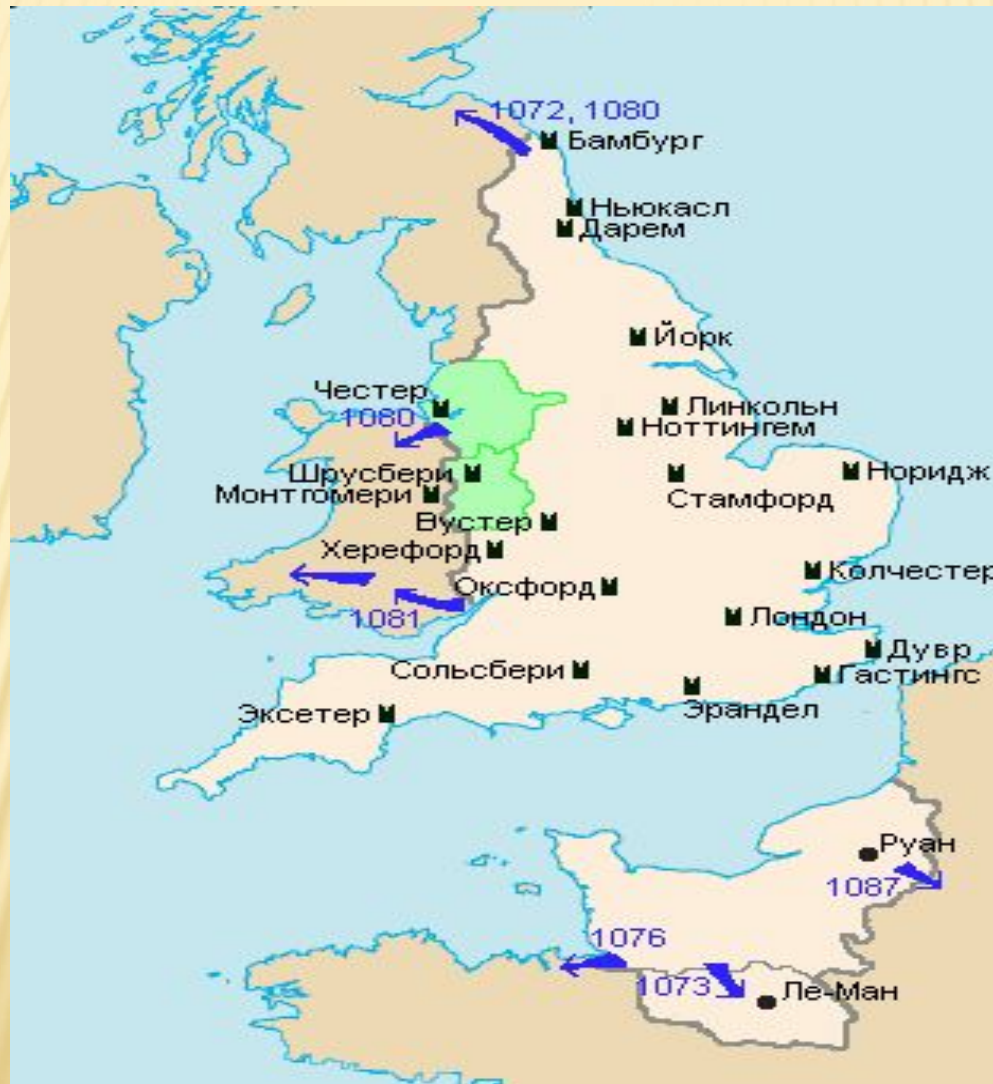 1072, 1080
Бамбург
Ньюкасл
Дарем
Йорк
Честер
1080
Линкольн
Ноттингем
Шрусбери
Монтгомери
Стамфорд
Норидж
Вустер
Херефорд
Оксфорд
Колчестер
1081
Лондон
Дувр
Сольсбери
Гастингс
Эрандел
Эксетер
Руан
1087
1076
1073
Ле-Ман